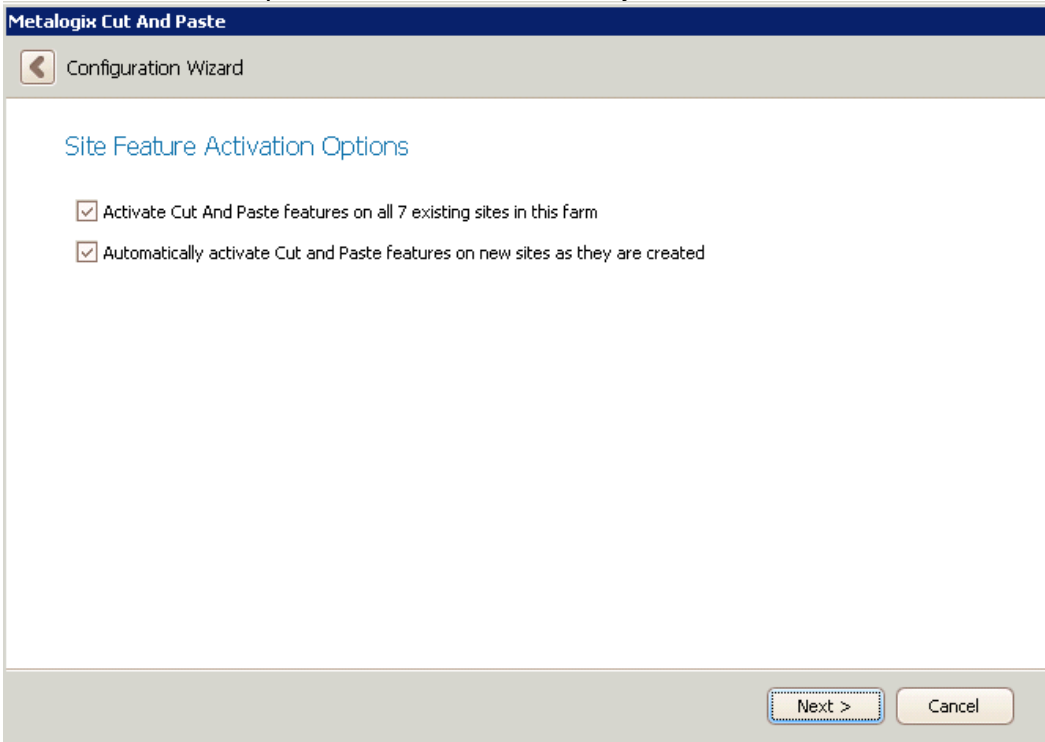 Metalogix Cut And Paste
Configuration Wizard
Site Feature Activation Options
Activate Cut And Paste features on all 7 existing sites in this farm
Automatically activate Cut and Paste features on new sites as they are created
Next >
Cancel